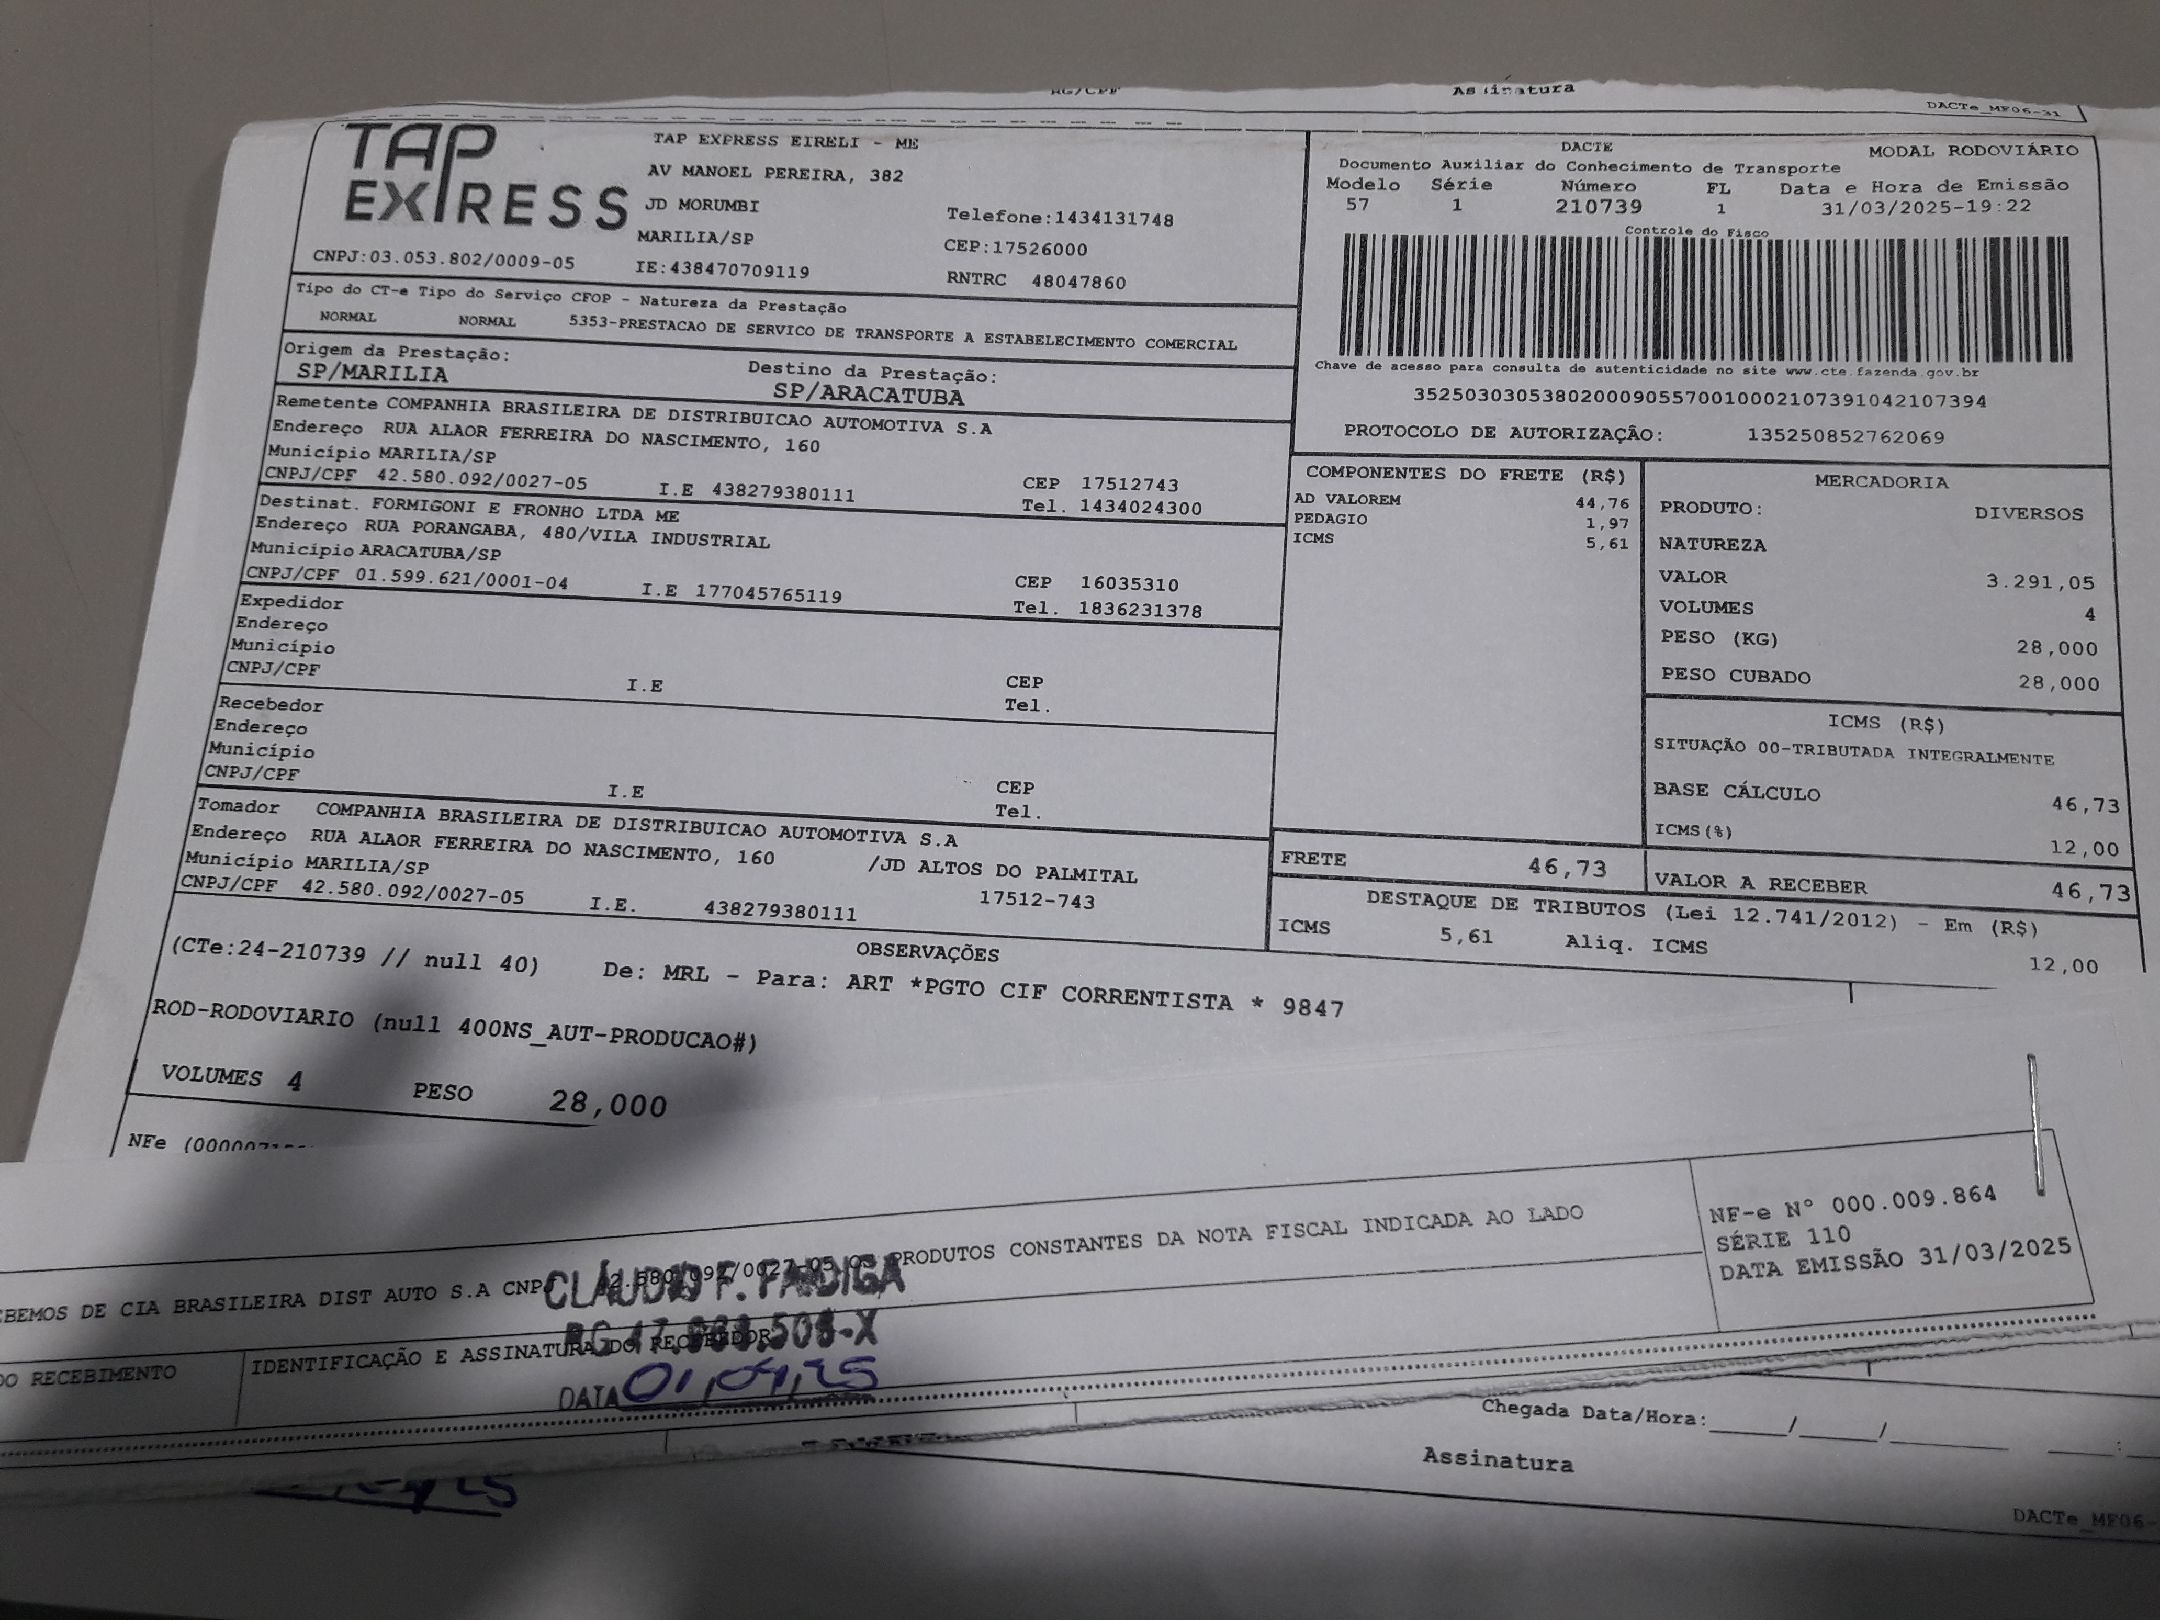 Assinatura
DACTe_MF06-31
TAP EXPRESS
TAP EXPRESS EIRELI - ME
AV MANOEL PEREIRA, 382
JD MORUMBI
Telefone:1434131748
MARILIA/SP
CEP:17526000
CNPJ:03.053.802/0009-05 IE:438470709119
RNTRC 48047860
DACTE
MODAL RODOVIÁRIO
Documento Auxiliar do Conhecimento de Transporte
Modelo Série Número FL Data e Hora de Emissão
57 1 210739 1 31/03/2025-19:22
Controle do Fisco
Chave de acesso para consulta de autenticidade no site www.cte.fazenda.gov.br
35250303053802000905570010002107391042107394
PROTOCOLO DE AUTORIZAÇÃO: 135250852762069
Tipo do CT-e Tipo do Serviço CFOP - Natureza da Prestação
NORMAL NORMAL 5353-PRESTACAO DE SERVICO DE TRANSPORTE A ESTABELECIMENTO COMERCIAL
Origem da Prestação: Destino da Prestação:
SP/MARILIA SP/ARACATUBA
Remetente COMPANHIA BRASILEIRA DE DISTRIBUICAO AUTOMOTIVA S.A
Endereço RUA ALAOR FERREIRA DO NASCIMENTO, 160
Município MARILIA/SP CEP 17512743
CNPJ/CPF 42.580.092/0027-05 I.E 438279380111 Tel. 1434024300
Destinat. FORMIGONI E FRONHO LTDA ME
Endereço RUA PORANGABA, 480/VILA INDUSTRIAL
Município ARACATUBA/SP CEP 16035310
CNPJ/CPF 01.599.621/0001-04 I.E 177045765119 Tel. 1836231378
Expedidor
Endereço
Município CEP
CNPJ/CPF I.E Tel.
Recebedor
Endereço
Município CEP
CNPJ/CPF I.E Tel.
Tomador COMPANHIA BRASILEIRA DE DISTRIBUICAO AUTOMOTIVA S.A
Endereço RUA ALAOR FERREIRA DO NASCIMENTO, 160 /JD ALTOS DO PALMITAL
Município MARILIA/SP 17512-743
CNPJ/CPF 42.580.092/0027-05 I.E. 438279380111
COMPONENTES DO FRETE (R$)
AD VALOREM 44,76
PEDAGIO 1,97
ICMS 5,61
MERCADORIA
PRODUTO: DIVERSOS
NATUREZA
VALOR 3.291,05
VOLUMES 4
PESO (KG) 28,000
PESO CUBADO 28,000
ICMS (R$)
SITUAÇÃO 00-TRIBUTADA INTEGRALMENTE
BASE CÁLCULO 46,73
ICMS(%) 12,00
FRETE 46,73
VALOR A RECEBER 46,73
DESTAQUE DE TRIBUTOS (Lei 12.741/2012) - Em (R$)
ICMS 5,61 Aliq. ICMS 12,00
OBSERVAÇÕES
(CTe:24-210739 // null 40) De: MRL - Para: ART *PGTO CIF CORRENTISTA * 9847
ROD-RODOVIARIO (null 400NS_AUT-PRODUCAO#)
VOLUMES 4 PESO 28,000
NFe
NF-e Nº 000.009.864
SÉRIE 110
DATA EMISSÃO 31/03/2025
DE CIA BRASILEIRA DIST AUTO S.A PRODUTOS CONSTANTES DA NOTA FISCAL INDICADA AO LADO
DO RECEBIMENTO
IDENTIFICAÇÃO E ASSINATURA DO RECEBEDOR
DATA 01,04,25
Chegada Data/Hora: / /
Assinatura